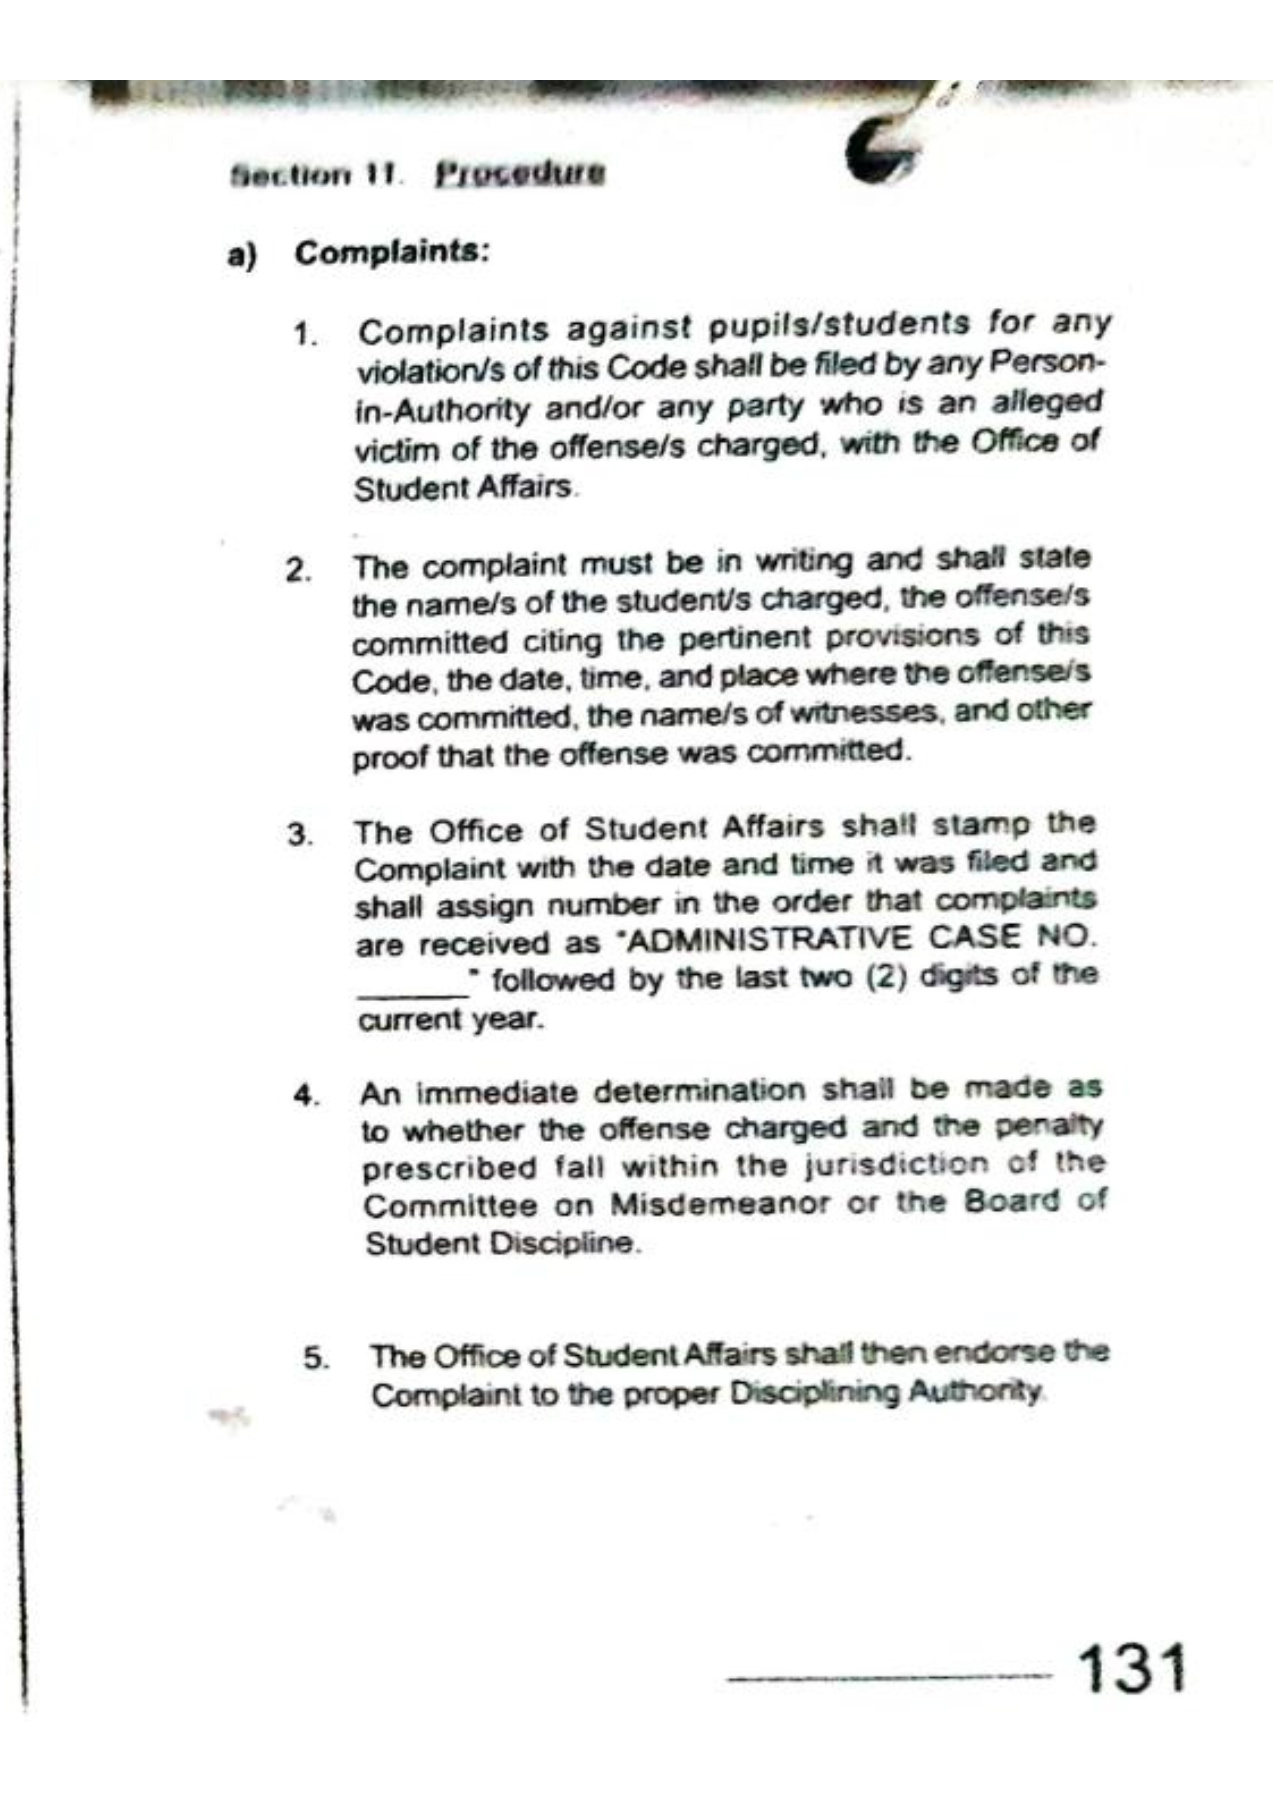 Section 11. Procedure
a) Complaints:
1. Complaints against pupils/students for any
violation/s of this Code shall be filed by any Person-
in-Authority and/or any party who is an alleged
victim of the offense/s charged, with the Office of
Student Affairs.
2. The complaint must be in writing and shall state
the name/s of the student/s charged, the offense/s
committed citing the pertinent provisions of this
Code, the date, time, and place where the offense/s
was committed, the name/s of witnesses, and other
proof that the offense was committed.
3. The Office of Student Affairs shall stamp the
Complaint with the date and time it was filed and
shall assign number in the order that complaints
are received as "ADMINISTRATIVE CASE NO.
______" followed by the last two (2) digits of the
current year.
4. An immediate determination shall be made as
to whether the offense charged and the penalty
prescribed fall within the jurisdiction of the
Committee on Misdemeanor or the Board of
Student Discipline.
5. The Office of Student Affairs shall then endorse the
Complaint to the proper Disciplining Authority.
131